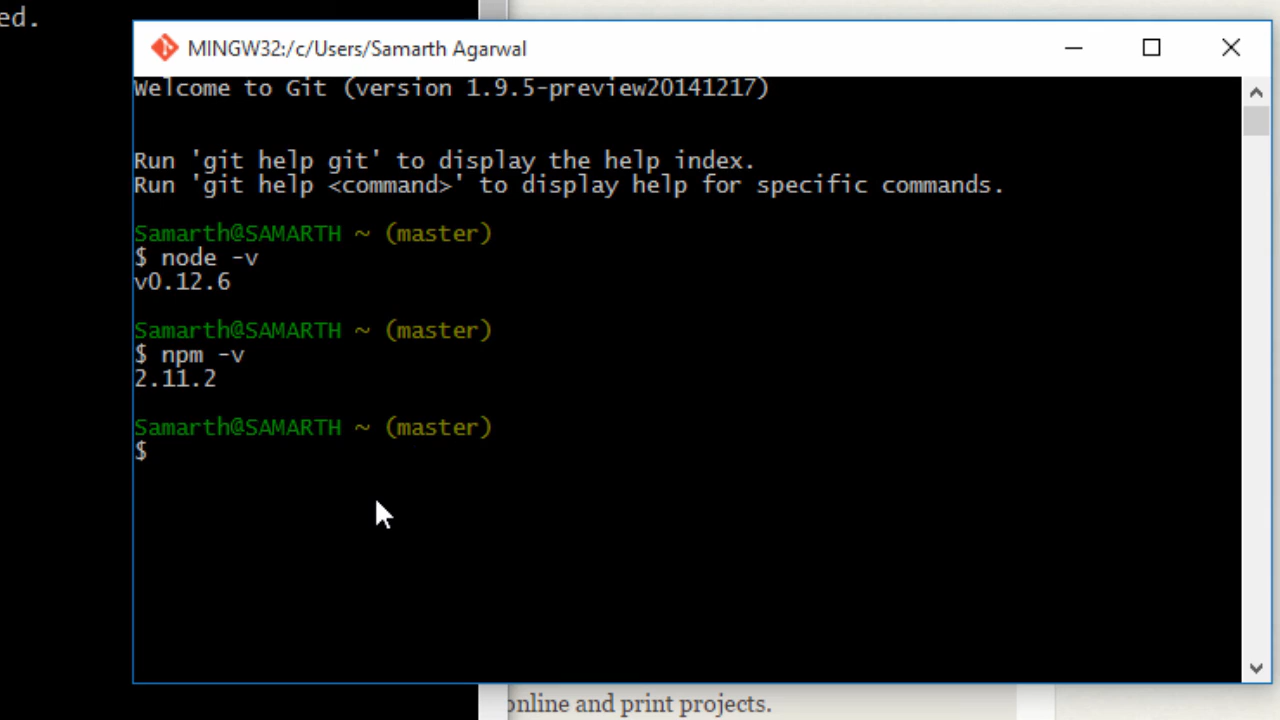 ed.
MINGW32:/c/Users/Samarth Agarwal
Welcome to Git (version 1.9.5-preview20141217)
Run 'git help git' to display the help index.
Run 'git help <command>' to display help for specific commands.
Samarth@SAMARTH ~ (master)
$ node -v
v0.12.6
Samarth@SAMARTH ~ (master)
$ npm -v
2.11.2
Samarth@SAMARTH ~ (master)
$
online and print projects.